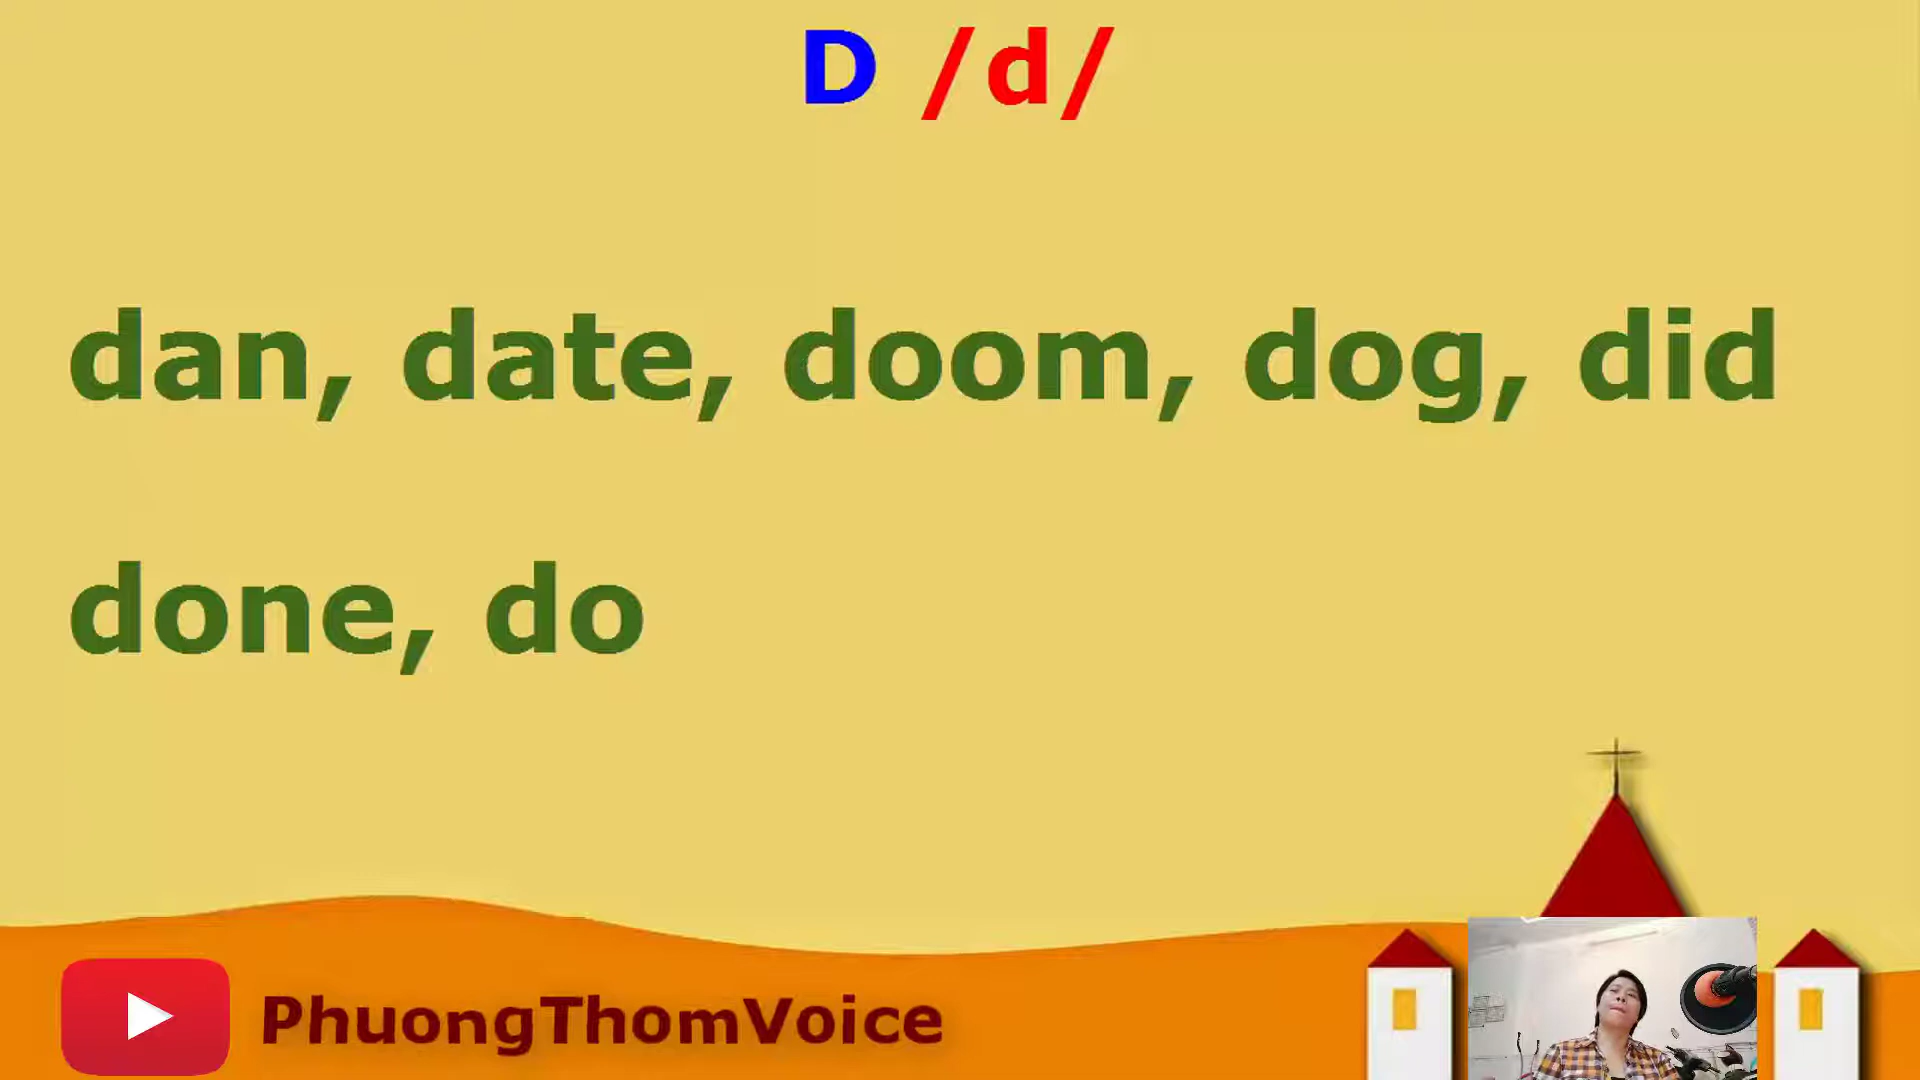 D /d/
dan, date, doom, dog, did
done, do
PhuongThomVoice